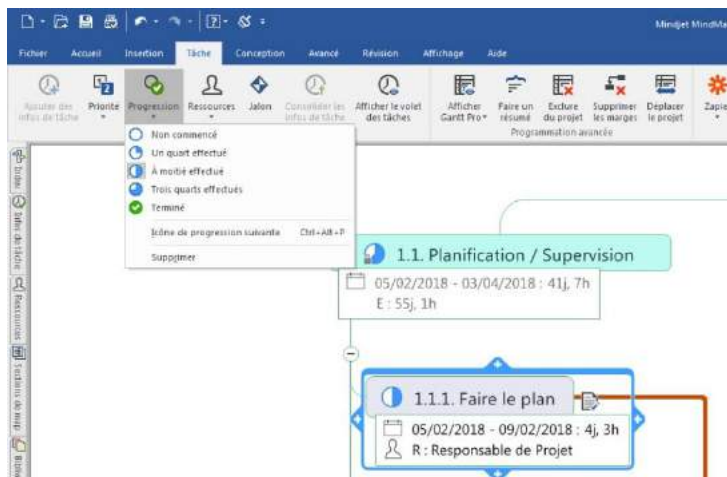 Mindjet MindMa
Fichier Accueil Insertion Tâche Conception Avancé Révision Affichage Aide
Ajouter des infos de tâche
Priorité
Progression
Ressources
Jalon
Consolider les infos de tâche
Afficher le volet des tâches
Afficher Gantt Pro
Faire un résumé
Exclure du projet
Supprimer les marges
Déplacer le projet
Zapie
Programmation avancée
Non commencé
Un quart effectué
À moitié effectué
Trois quarts effectués
Terminé
Icône de progression suivante Ctrl+Alt+P
Supprimer
Index
Infos de tâche
Ressources
Sections de map
Biblio
1.1. Planification / Supervision
05/02/2018 - 03/04/2018 : 41j, 7h
E : 55j, 1h
1.1.1. Faire le plan
05/02/2018 - 09/02/2018 : 4j, 3h
R : Responsable de Projet